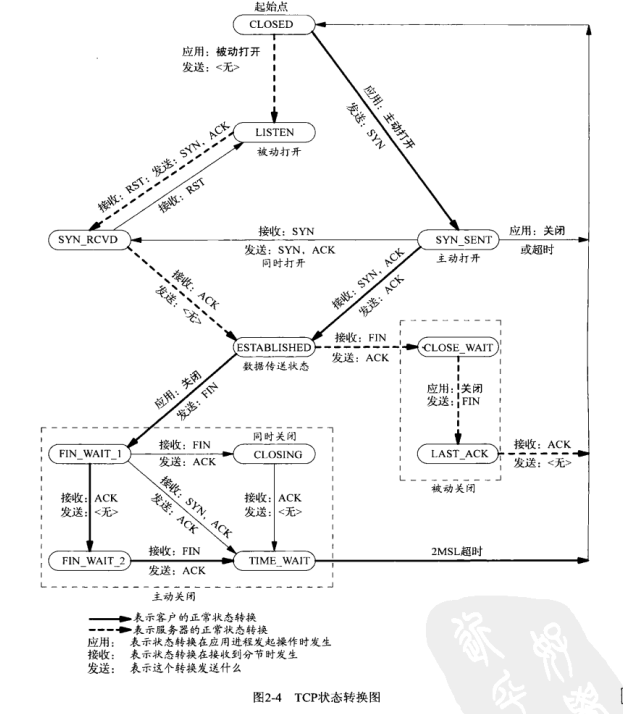 起始点
CLOSED
应用：被动打开
发送：<无>
应用：主动打开
发送：SYN
LISTEN
被动打开
接收：RST；发送：SYN，ACK
接收：RST
SYN_RCVD
接收：SYN
发送：SYN，ACK
同时打开
SYN_SENT
主动打开
应用：关闭
或超时
接收：ACK
发送：<无>
接收：SYN，ACK
发送：ACK
ESTABLISHED
数据传送状态
接收：FIN
发送：ACK
CLOSE_WAIT
应用：关闭
发送：FIN
应用：关闭
发送：FIN
LAST_ACK
被动关闭
接收：ACK
发送：<无>
FIN_WAIT_1
接收：FIN
发送：ACK
同时关闭
CLOSING
接收：ACK
发送：<无>
接收：SYN，ACK
发送：ACK
接收：ACK
发送：<无>
FIN_WAIT_2
接收：FIN
发送：ACK
TIME_WAIT
2MSL超时
主动关闭
表示客户的正常状态转换
表示服务器的正常状态转换
应用： 表示状态转换在应用进程发起操作时发生
接收： 表示状态转换在接收到分节时发生
发送： 表示这个转换发送什么
图2-4 TCP状态转换图